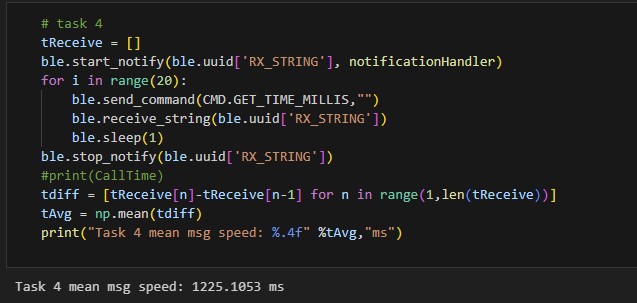 # task 4
tReceive = []
ble.start_notify(ble.uuid['RX_STRING'], notificationHandler)
for i in range(20):
    ble.send_command(CMD.GET_TIME_MILLIS,"")
    ble.receive_string(ble.uuid['RX_STRING'])
    ble.sleep(1)
ble.stop_notify(ble.uuid['RX_STRING'])
#print(CallTime)
tdiff = [tReceive[n]-tReceive[n-1] for n in range(1,len(tReceive))]
tAvg = np.mean(tdiff)
print("Task 4 mean msg speed: %.4f" %tAvg,"ms")
Task 4 mean msg speed: 1225.1053 ms